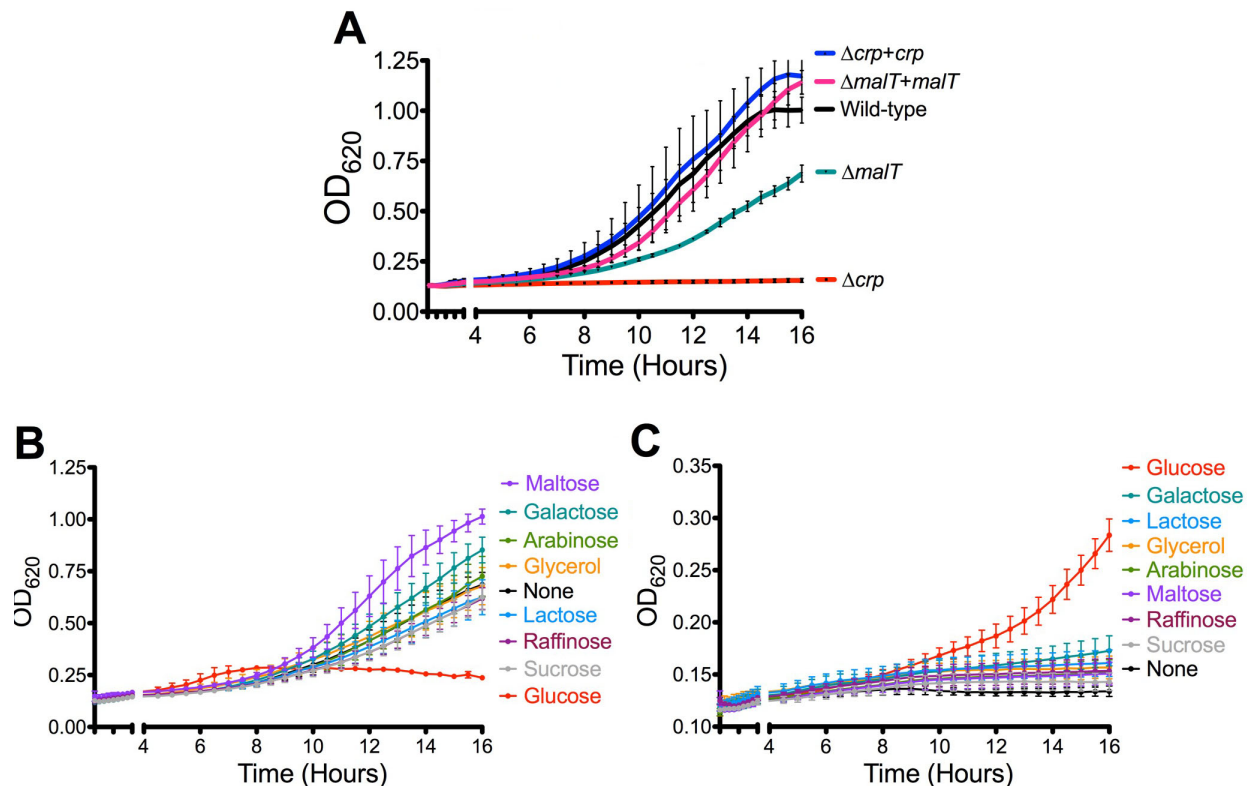 A
OD620
1.25
1.00
0.75
0.50
0.25
0.00
4 6 8 10 12 14 16
Time (Hours)
Δcrp+crp
ΔmalT+malT
Wild-type
ΔmalT
Δcrp
B
OD620
1.25
1.00
0.75
0.50
0.25
0.00
4 6 8 10 12 14 16
Time (Hours)
Maltose
Galactose
Arabinose
Glycerol
None
Lactose
Raffinose
Sucrose
Glucose
C
OD620
0.35
0.30
0.25
0.20
0.15
0.10
4 6 8 10 12 14 16
Time (Hours)
Glucose
Galactose
Lactose
Glycerol
Arabinose
Maltose
Raffinose
Sucrose
None